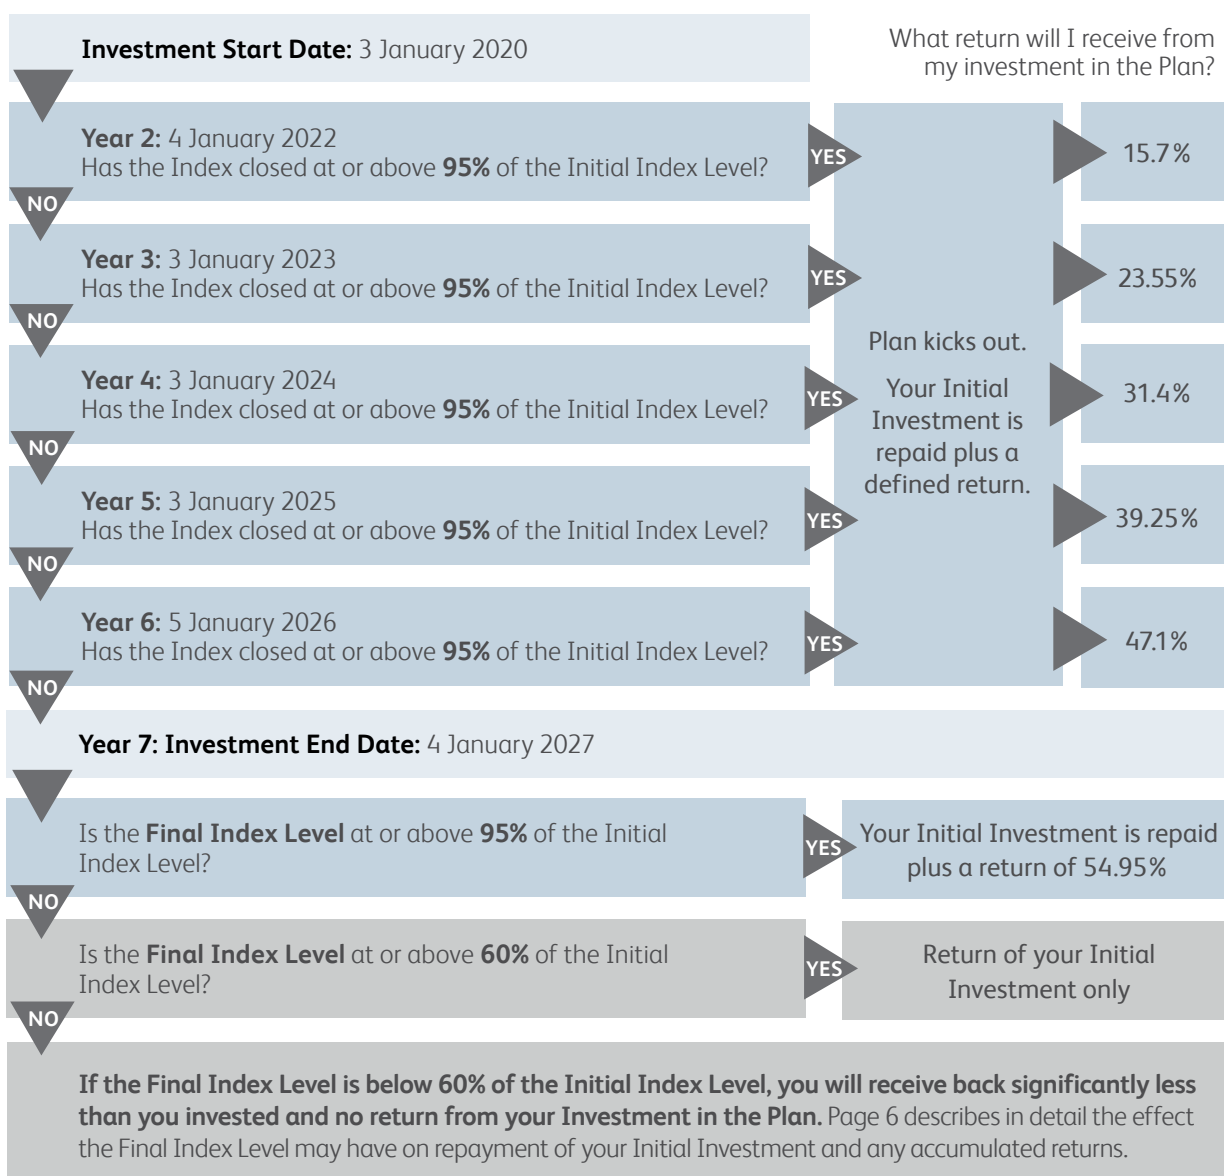 Investment Start Date: 3 January 2020
What return will I receive from
my investment in the Plan?
Year 2: 4 January 2022
Has the Index closed at or above 95% of the Initial Index Level?
YES
15.7%
NO
Year 3: 3 January 2023
Has the Index closed at or above 95% of the Initial Index Level?
YES
23.55%
NO
Plan kicks out.
Your Initial
Investment is
repaid plus a
defined return.
Year 4: 3 January 2024
Has the Index closed at or above 95% of the Initial Index Level?
YES
31.4%
NO
Year 5: 3 January 2025
Has the Index closed at or above 95% of the Initial Index Level?
YES
39.25%
NO
Year 6: 5 January 2026
Has the Index closed at or above 95% of the Initial Index Level?
YES
47.1%
NO
Year 7: Investment End Date: 4 January 2027
Is the Final Index Level at or above 95% of the Initial
Index Level?
YES
Your Initial Investment is repaid
plus a return of 54.95%
NO
Is the Final Index Level at or above 60% of the Initial
Index Level?
YES
Return of your Initial
Investment only
NO
If the Final Index Level is below 60% of the Initial Index Level, you will receive back significantly less
than you invested and no return from your Investment in the Plan. Page 6 describes in detail the effect
the Final Index Level may have on repayment of your Initial Investment and any accumulated returns.